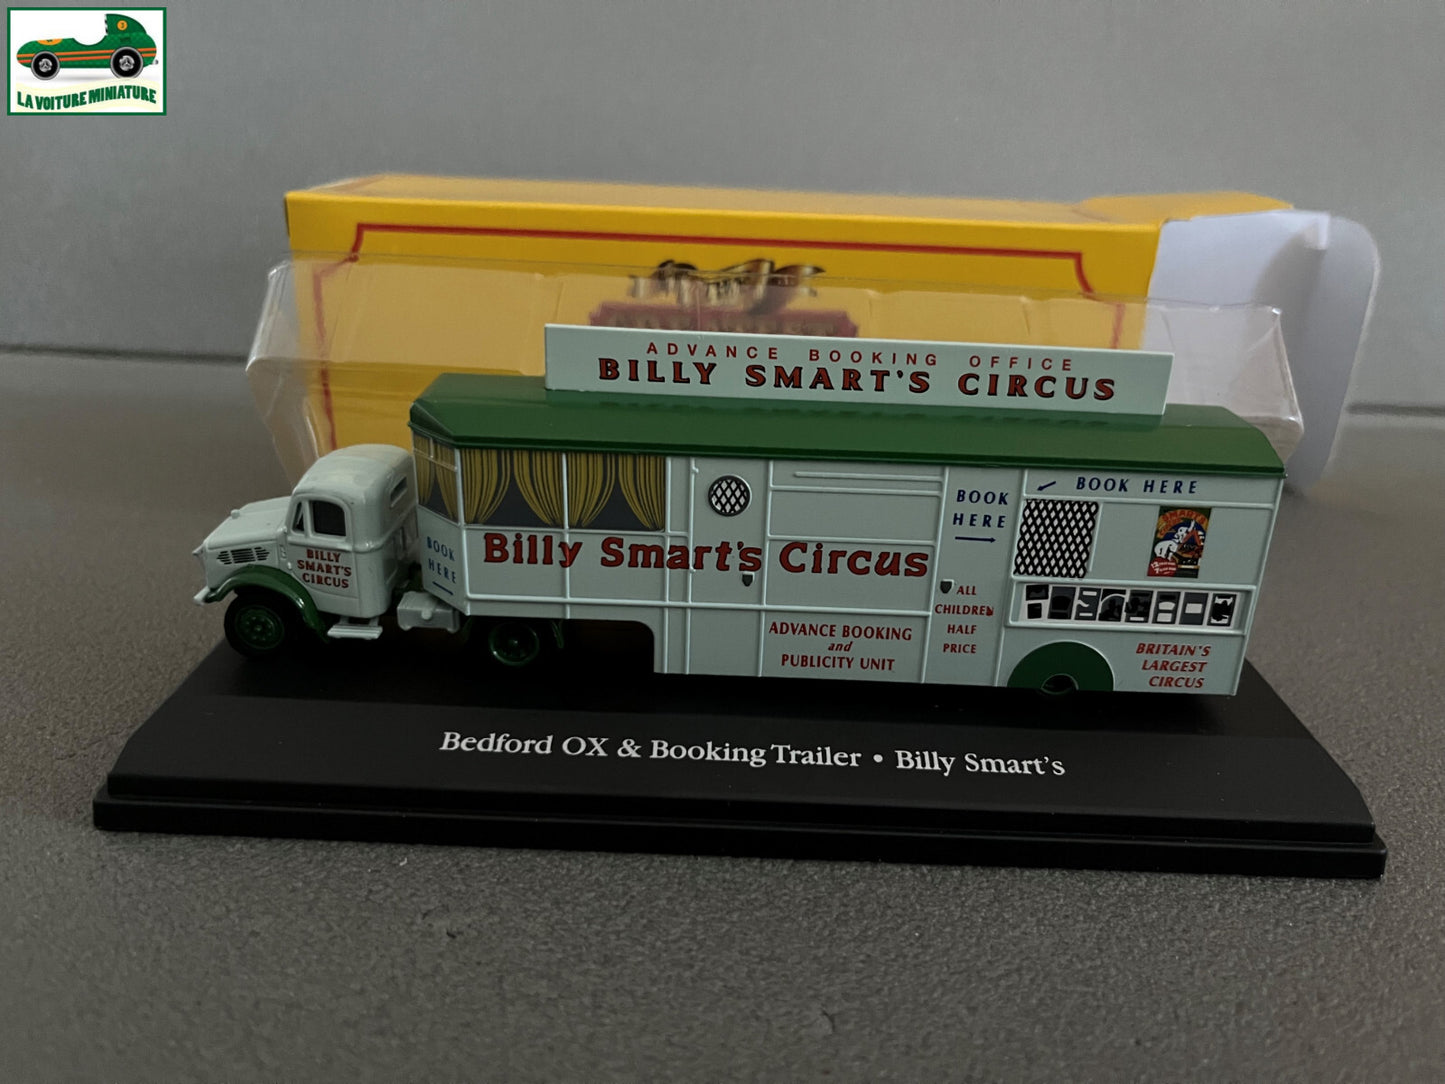 3
LA VOITURE MINIATURE
ADVANCE BOOKING OFFICE
BILLY SMART'S CIRCUS
BILLY
SMART'S
CIRCUS
BOOK
HERE
Billy Smart's Circus
ADVANCE BOOKING
and
PUBLICITY UNIT
BOOK
HERE
ALL
CHILDREN
HALF
PRICE
BOOK HERE
BRITAIN'S
LARGEST
CIRCUS
Bedford OX & Booking Trailer • Billy Smart's